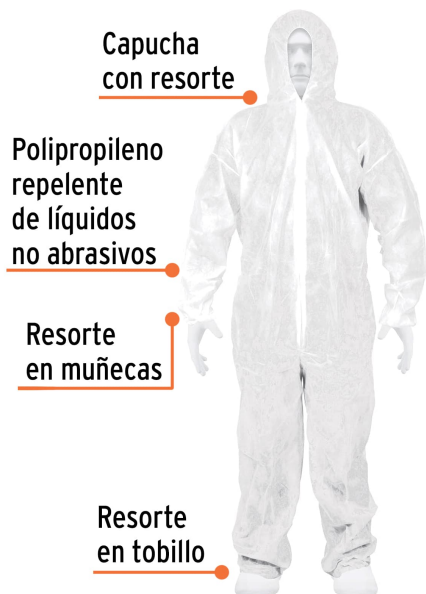 Capucha
con resorte
Polipropileno
repelente
de líquidos
no abrasivos
Resorte
en muñecas
Resorte
en tobillo